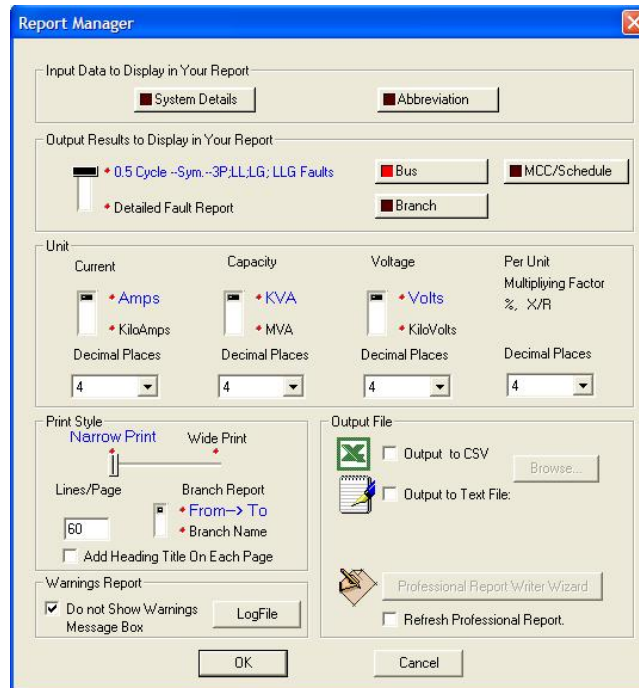 Report Manager
Input Data to Display in Your Report
System Details
Abbreviation
Output Results to Display in Your Report
0.5 Cycle --Sym.--3P;LL;LG; LLG Faults
Bus
MCC/Schedule
Detailed Fault Report
Branch
Unit
Current
Capacity
Voltage
Per Unit
Multipliying Factor
%, X/R
Amps
KVA
Volts
KiloAmps
MVA
KiloVolts
Decimal Places
Decimal Places
Decimal Places
Decimal Places
4
4
4
4
Print Style
Narrow Print
Wide Print
Lines/Page
60
Branch Report
From--> To
Branch Name
Add Heading Title On Each Page
Output File
Output to CSV
Browse...
Output to Text File:
Professional Report Writer Wizard
Refresh Professional Report.
Warnings Report
Do not Show Warnings
Message Box
LogFile
OK
Cancel